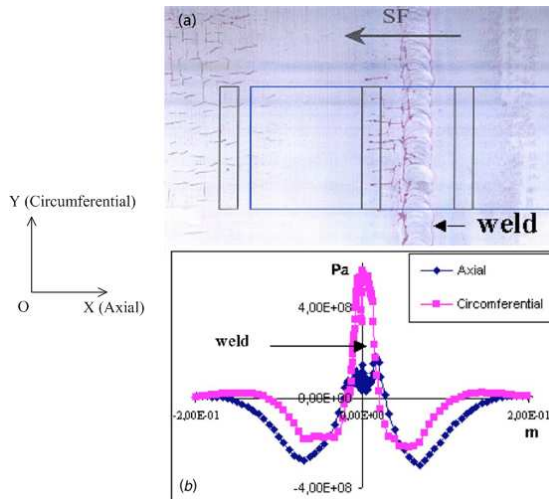 (a)
SF
Y (Circumferential)
weld
O
X (Axial)
Pa
Axial
Circomferential
4,00E+08
weld
0,00E+00
-2,00E-01
0,00E+00
2,00E-01
m
-4,00E+08
(b)